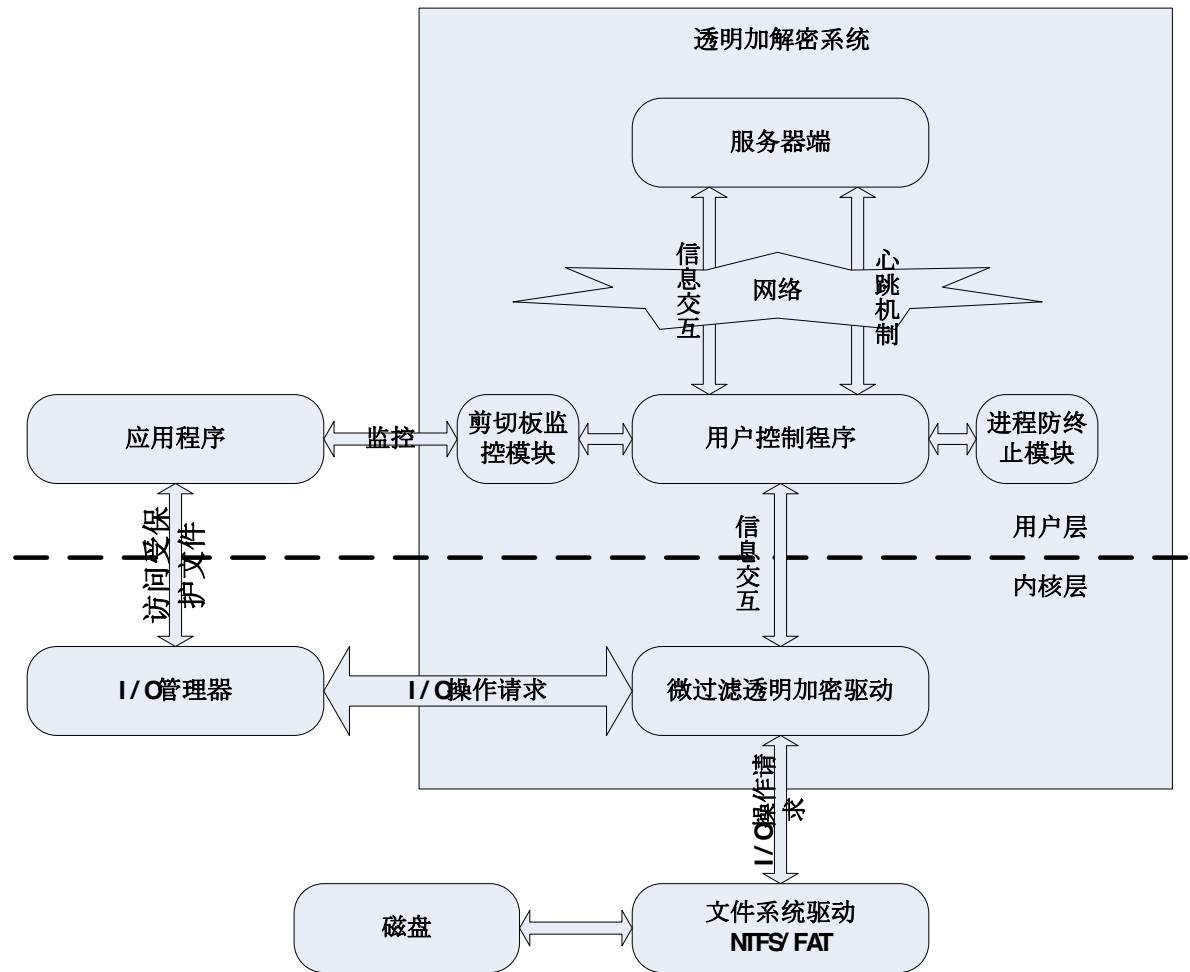 透明加解密系统
服务器端
信息交互
网络
心跳机制
应用程序
监控
剪切板监
控模块
用户控制程序
进程防终
止模块
访问受保
护文件
信息交互
用户层
内核层
I/O管理器
I/O操作请求
微过滤透明加密驱动
I/O操作请
求
磁盘
文件系统驱动
NTFS/FAT